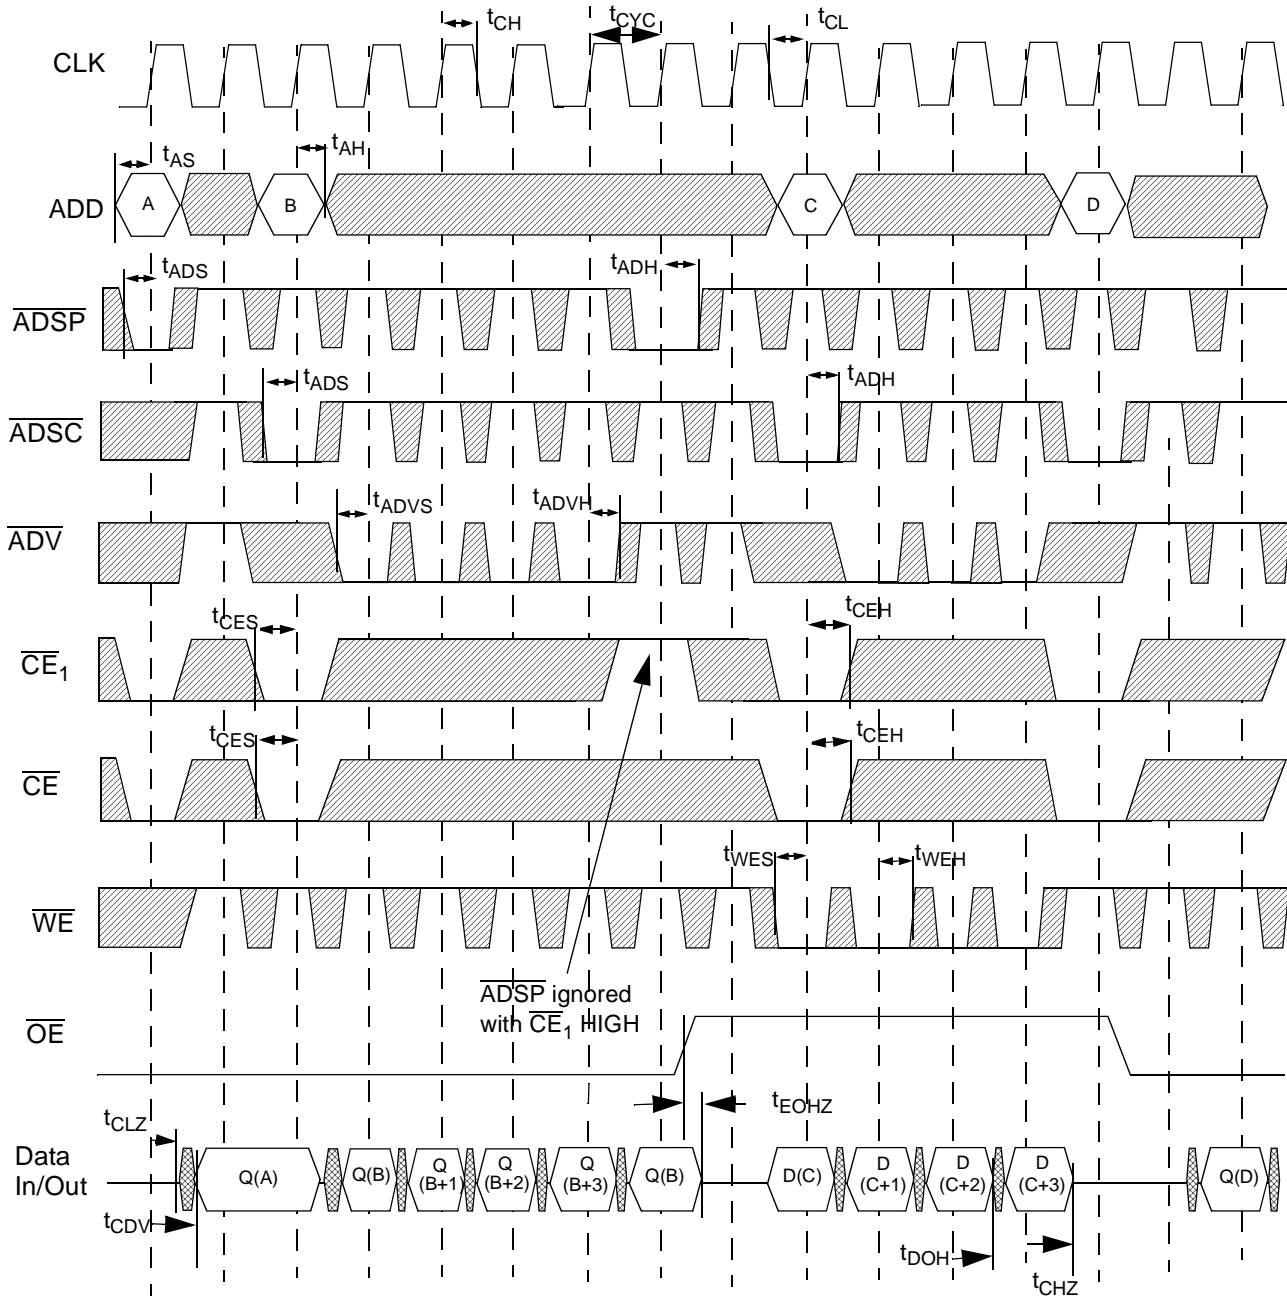 tCH
tCYC
tCL
CLK
tAS
tAH
ADD
A
B
C
D
tADS
tADH
ADSP
tADS
tADH
ADSC
tADVS
tADVH
ADV
tCES
tCEH
CE1
tCES
tCEH
CE
tWES
tWEH
WE
ADSP ignored
with CE1 HIGH
OE
tCLZ
tEOHZ
Data
In/Out
Q(A)
Q(B)
Q
(B+1)
Q
(B+2)
Q
(B+3)
Q(B)
D(C)
D
(C+1)
D
(C+2)
D
(C+3)
Q(D)
tCDV
tDOH
tCHZ